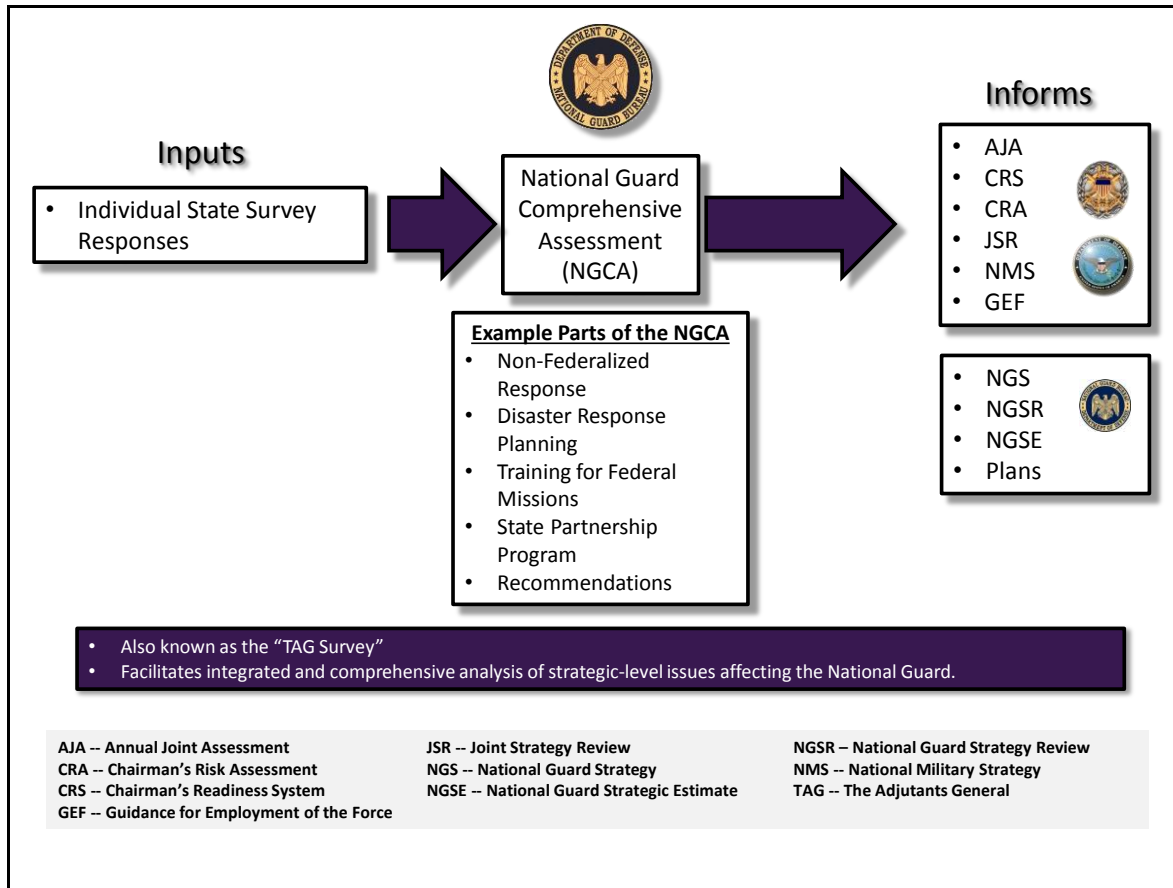 DEPARTMENT OF DEFENSE
NATIONAL GUARD BUREAU
Inputs
• Individual State Survey
Responses
National Guard
Comprehensive
Assessment
(NGCA)
Example Parts of the NGCA
• Non-Federalized
Response
• Disaster Response
Planning
• Training for Federal
Missions
• State Partnership
Program
• Recommendations
Informs
• AJA
• CRS
• CRA
• JSR
• NMS
• GEF
• NGS
• NGSR
• NGSE
• Plans
• Also known as the “TAG Survey”
• Facilitates integrated and comprehensive analysis of strategic-level issues affecting the National Guard.
AJA -- Annual Joint Assessment
CRA -- Chairman’s Risk Assessment
CRS -- Chairman’s Readiness System
GEF -- Guidance for Employment of the Force
JSR -- Joint Strategy Review
NGS -- National Guard Strategy
NGSE -- National Guard Strategic Estimate
NGSR – National Guard Strategy Review
NMS -- National Military Strategy
TAG -- The Adjutants General